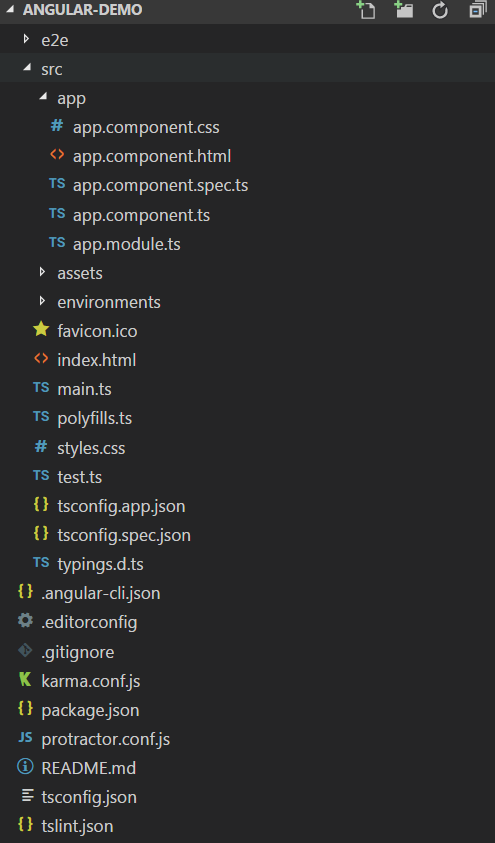 ANGULAR-DEMO
e2e
src
app
# app.component.css
<> app.component.html
TS app.component.spec.ts
TS app.component.ts
TS app.module.ts
assets
environments
favicon.ico
<> index.html
TS main.ts
TS polyfills.ts
# styles.css
TS test.ts
{} tsconfig.app.json
{} tsconfig.spec.json
TS typings.d.ts
{} .angular-cli.json
.editorconfig
.gitignore
karma.conf.js
{} package.json
JS protractor.conf.js
README.md
tsconfig.json
{} tslint.json